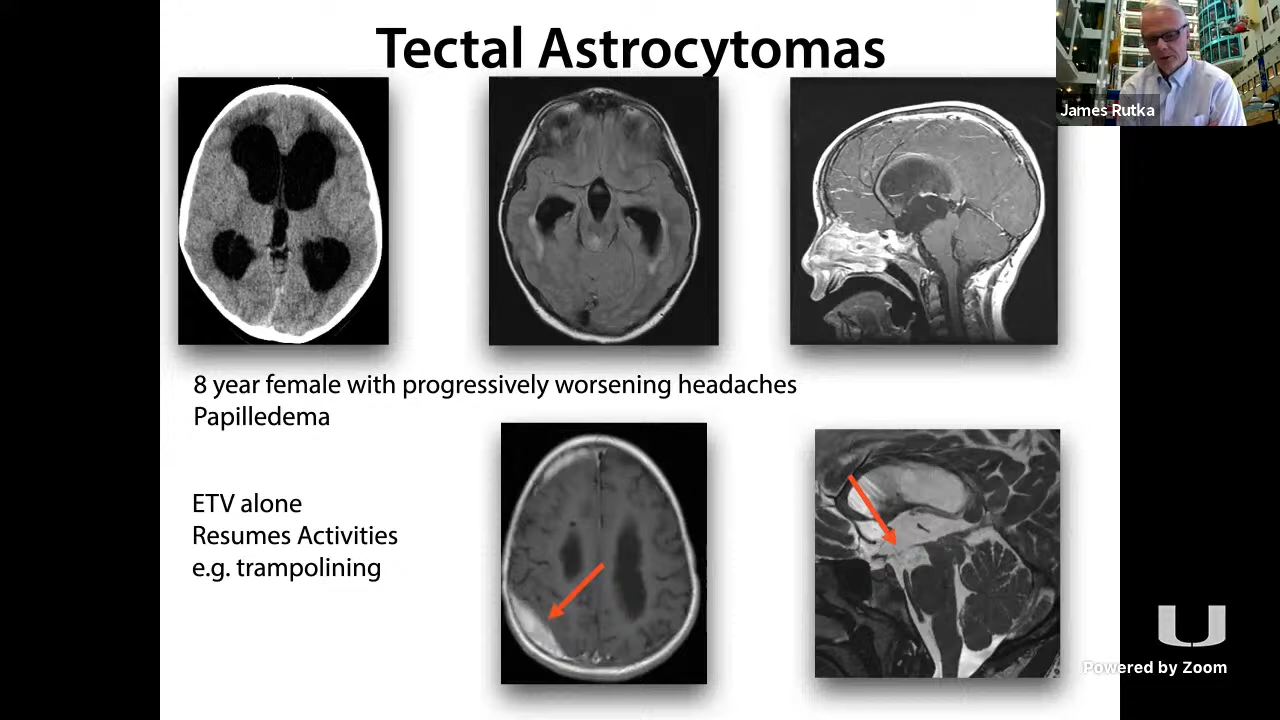 Tectal Astrocytomas
James Rutka
8 year female with progressively worsening headaches
Papilledema
ETV alone
Resumes Activities
e.g. trampolining
U
Powered by Zoom